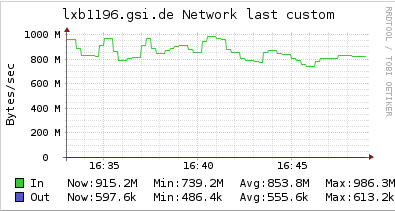 lxb1196.gsi.de Network last custom
RRDTOOL / TOBI OETIKER
Bytes/sec
1000 M
800 M
600 M
400 M
200 M
0
16:35 16:40 16:45
In Now:915.2M Min:739.2M Avg:853.8M Max:986.3M
Out Now:597.6k Min:486.4k Avg:555.6k Max:613.2k